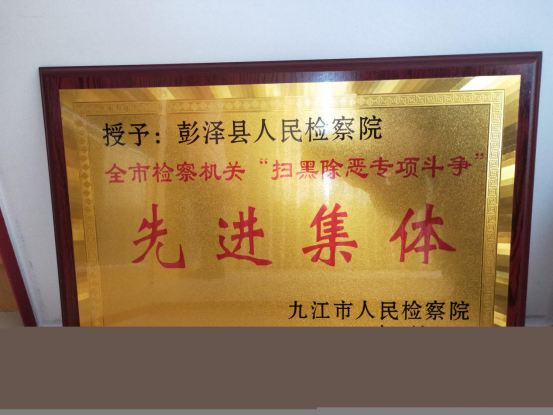 授予：彭泽县人民检察院
全市检察机关“扫黑除恶专项斗争”
先进集体
九江市人民检察院